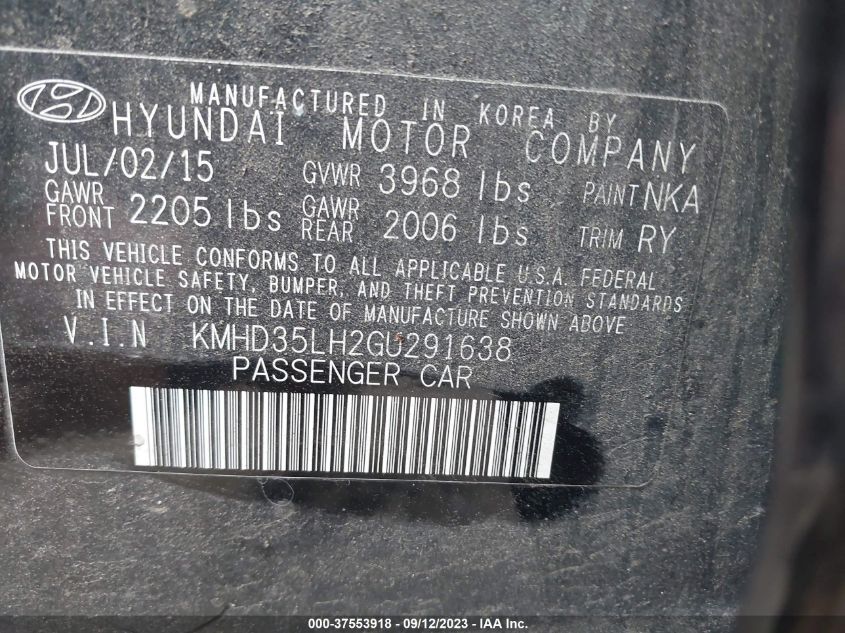 MANUFACTURED IN KOREA BY
HYUNDAI MOTOR COMPANY
JUL/02/15 GVWR 3968 lbs PAINT NKA
GAWR FRONT 2205 lbs GAWR REAR 2006 lbs TRIM RY
THIS VEHICLE CONFORMS TO ALL APPLICABLE U.S.A. FEDERAL
MOTOR VEHICLE SAFETY, BUMPER, AND THEFT PREVENTION STANDARDS
IN EFFECT ON THE DATE OF MANUFACTURE SHOWN ABOVE
V.I.N KMHD35LH2GU291638
PASSENGER CAR
000-37553918 - 09/12/2023 - IAA Inc.